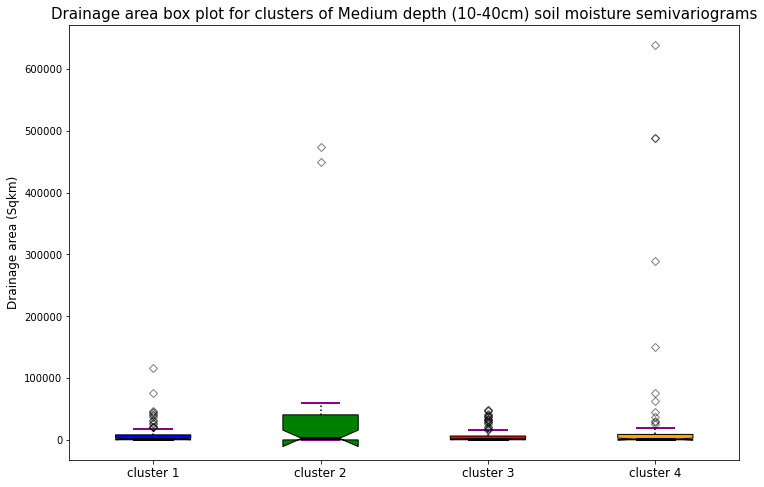 Drainage area box plot for clusters of Medium depth (10-40cm) soil moisture semivariograms
600000
500000
400000
300000
200000
100000
0
Drainage area (Sqkm)
cluster 1
cluster 2
cluster 3
cluster 4